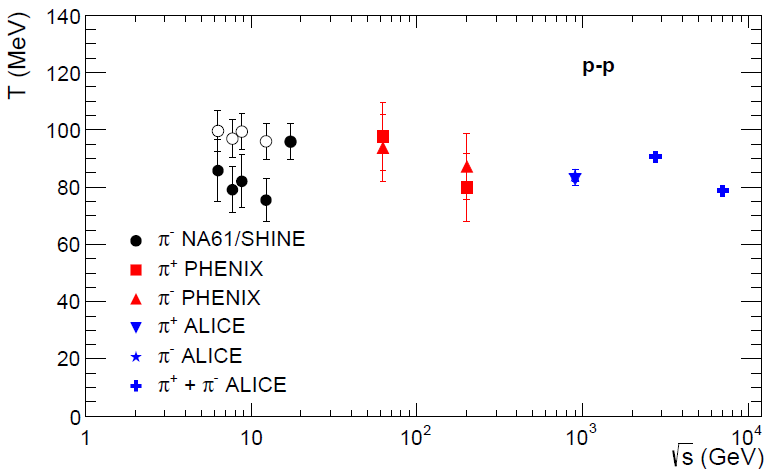 T (MeV)
140
120
100
80
60
40
20
0
p-p
π⁻ NA61/SHINE
π⁺ PHENIX
π⁻ PHENIX
π⁺ ALICE
π⁻ ALICE
π⁺ + π⁻ ALICE
1 10 10² 10³ 10⁴
√s (GeV)